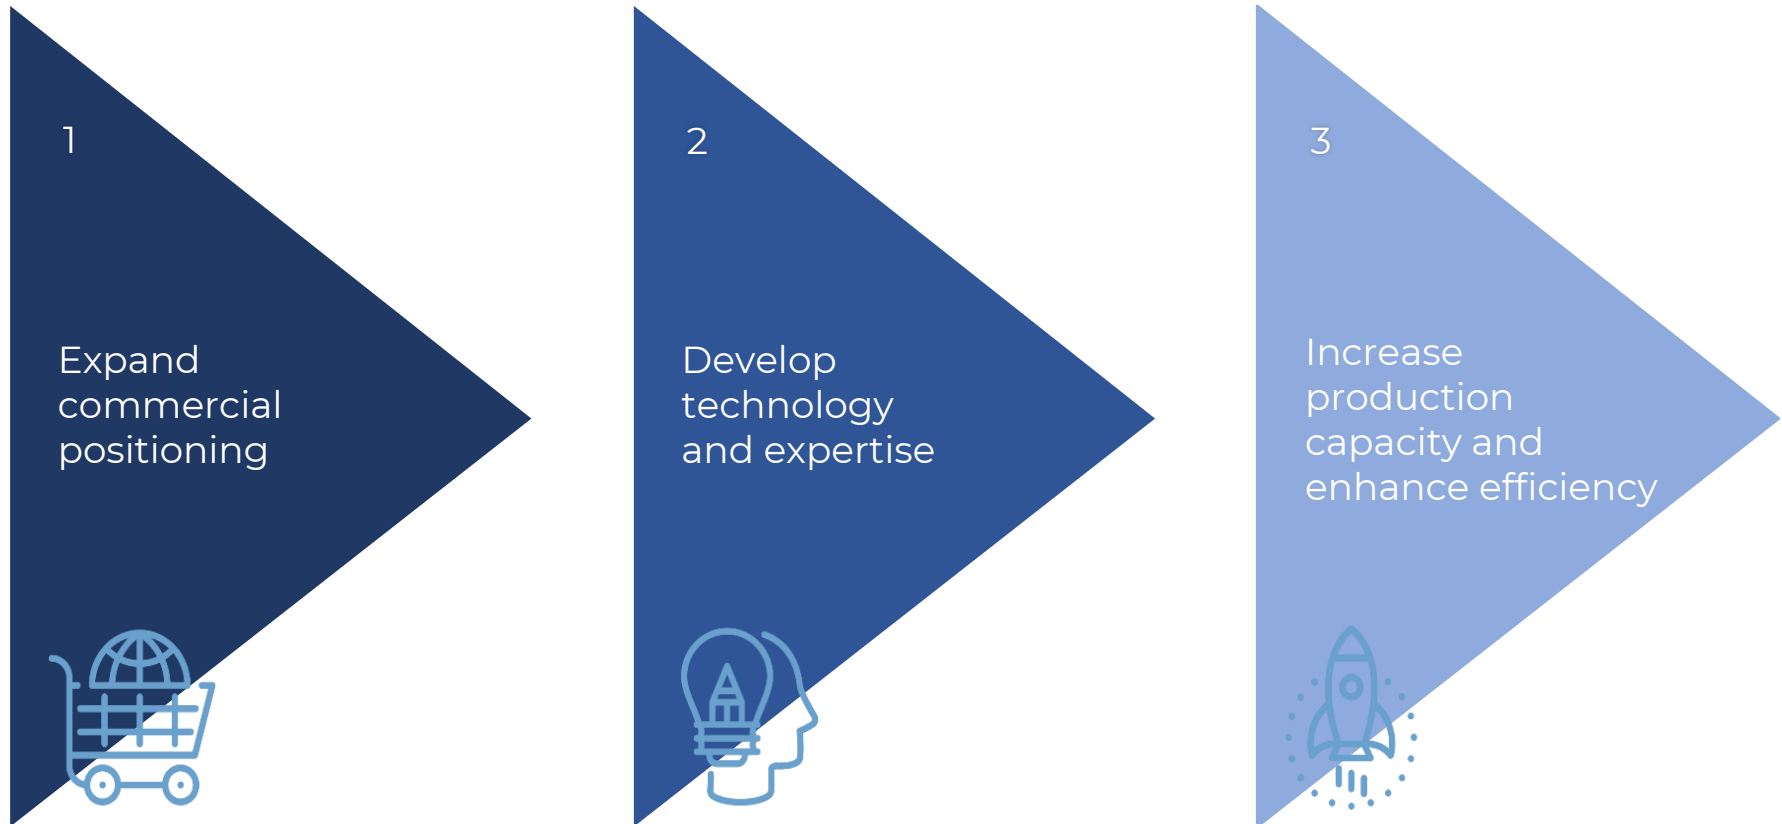 1
Expand
commercial
positioning
2
Develop
technology
and expertise
3
Increase
production
capacity and
enhance efficiency